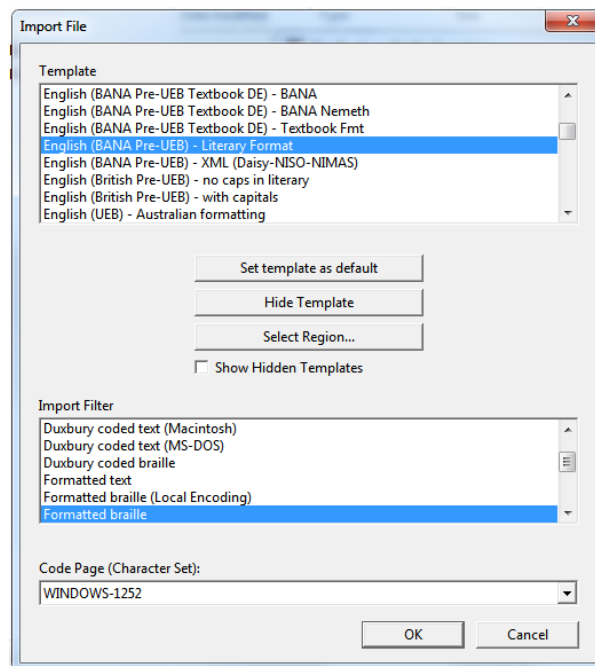 Import File
Template
English (BANA Pre-UEB Textbook DE) - BANA
English (BANA Pre-UEB Textbook DE) - BANA Nemeth
English (BANA Pre-UEB Textbook DE) - Textbook Fmt
English (BANA Pre-UEB) - Literary Format
English (BANA Pre-UEB) - XML (Daisy-NISO-NIMAS)
English (British Pre-UEB) - no caps in literary
English (British Pre-UEB) - with capitals
English (UEB) - Australian formatting
Set template as default
Hide Template
Select Region...
Show Hidden Templates
Import Filter
Duxbury coded text (Macintosh)
Duxbury coded text (MS-DOS)
Duxbury coded braille
Formatted text
Formatted braille (Local Encoding)
Formatted braille
Code Page (Character Set):
WINDOWS-1252
OK Cancel